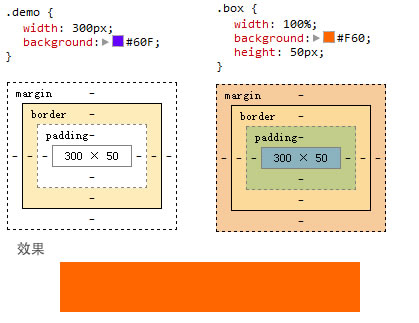 .demo {
width: 300px;
background: #60F;
}
margin -
border -
padding-
- - - 300 × 50 - - -
-
-
-
.box {
width: 100%;
background: #F60;
height: 50px;
}
margin -
border -
padding-
- - - 300 × 50 - - -
-
-
-
效果